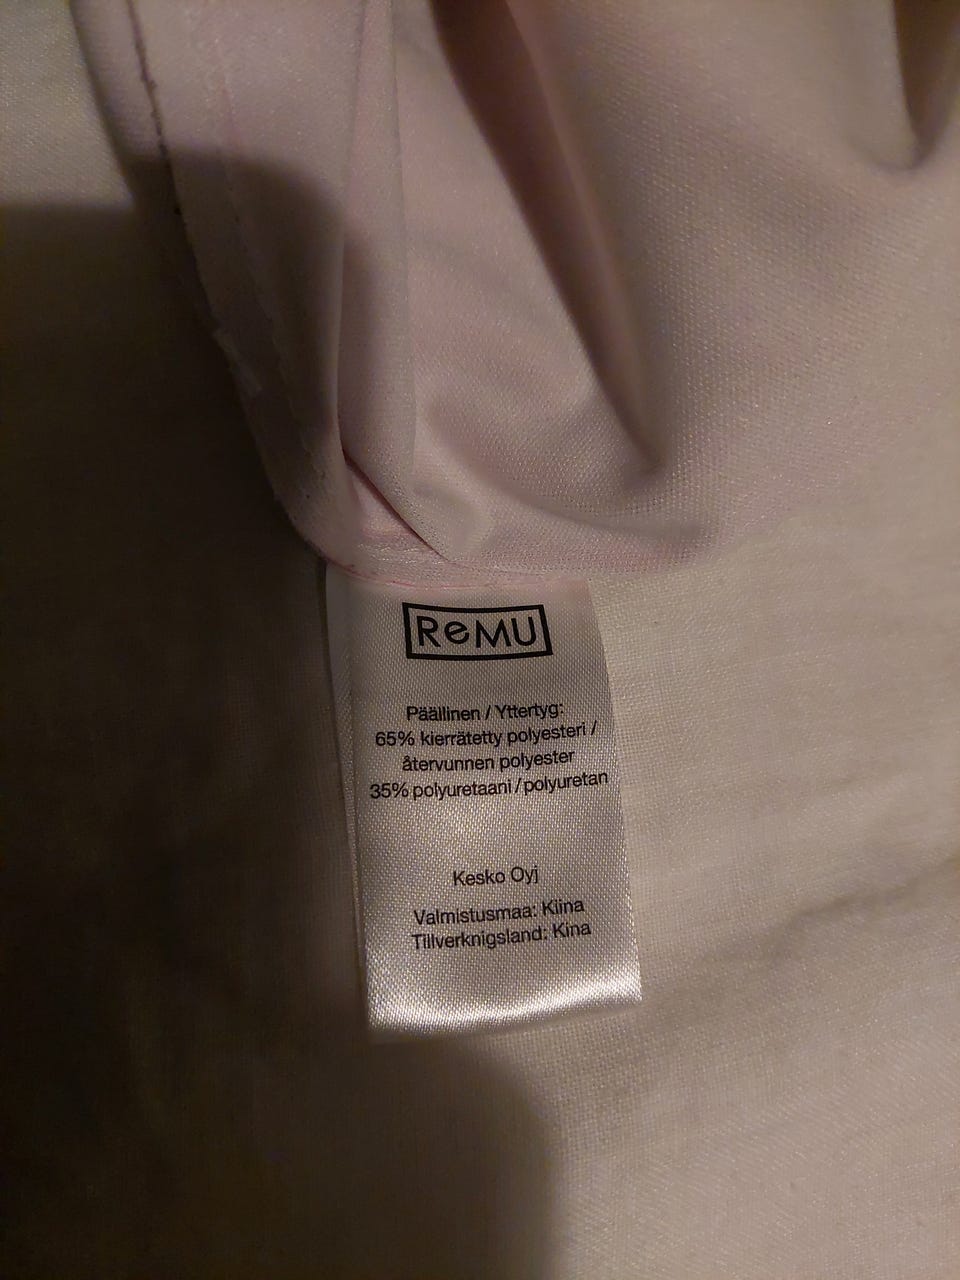 ReMU
Päällinen / Yttertyg:
65% kierrätetty polyesteri /
återvunnen polyester
35% polyuretaani/polyuretan
Kesko Oyj
Valmistusmaa: Kiina
Tillverknigsland: Kina